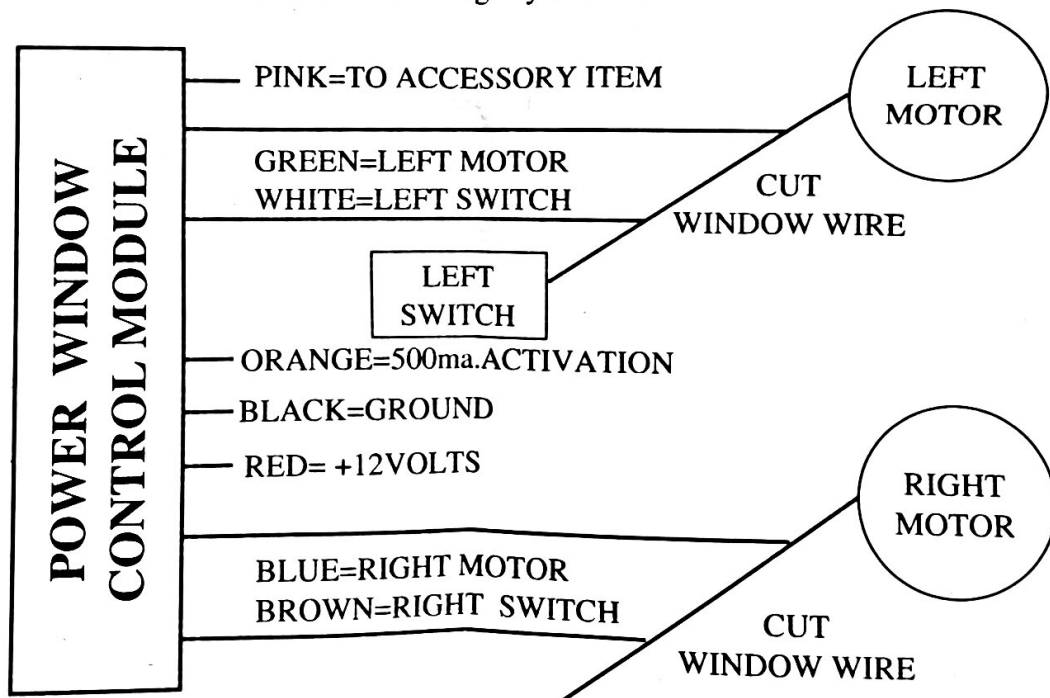 PINK=TO ACCESSORY ITEM
LEFT
MOTOR
GREEN=LEFT MOTOR
WHITE=LEFT SWITCH
CUT
WINDOW WIRE
POWER WINDOW
CONTROL MODULE
LEFT
SWITCH
ORANGE=500ma.ACTIVATION
BLACK=GROUND
RED= +12VOLTS
RIGHT
MOTOR
BLUE=RIGHT MOTOR
BROWN=RIGHT SWITCH
CUT
WINDOW WIRE